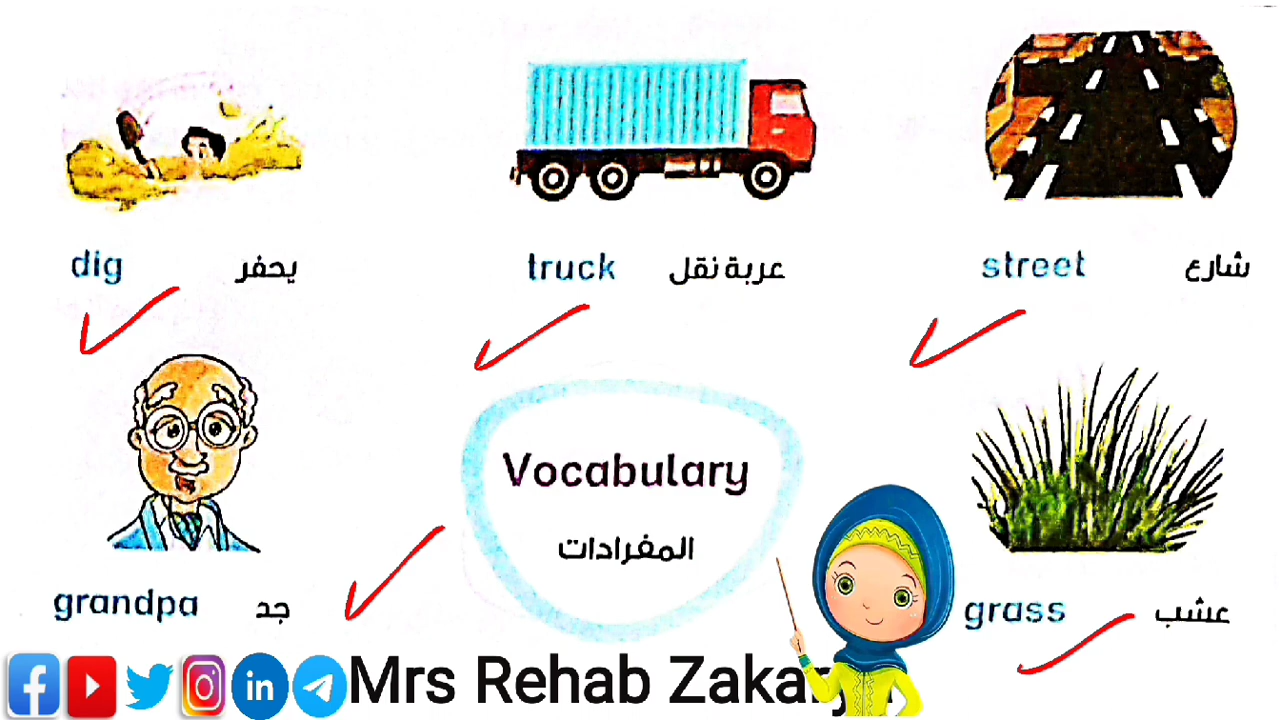 dig يحفر
truck عربة نقل
street شارع
Vocabulary
المفردات
grandpa جد
grass عشب
Mrs Rehab